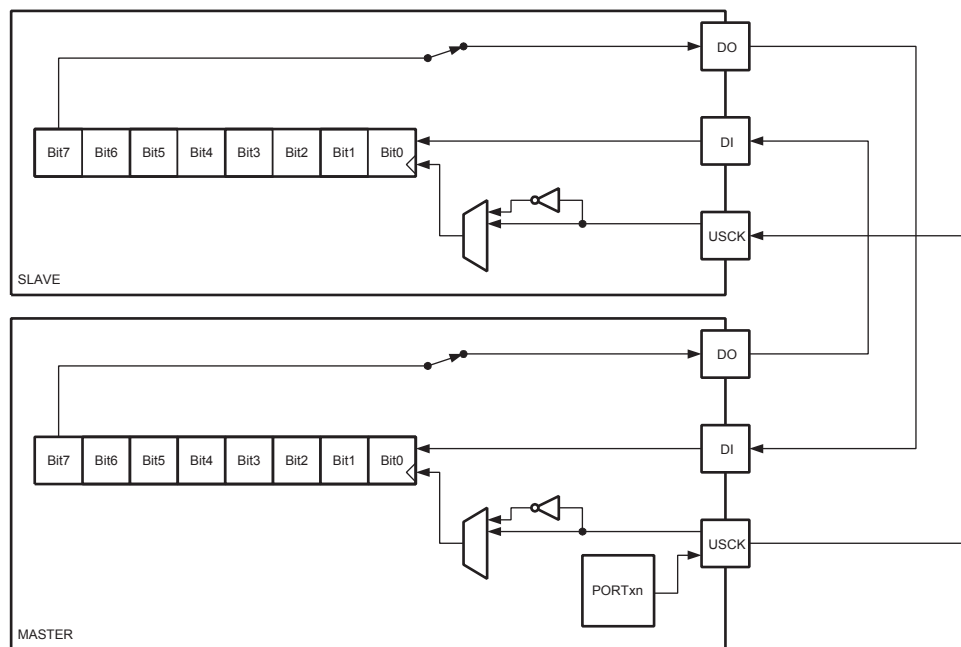 DO
Bit7 Bit6 Bit5 Bit4 Bit3 Bit2 Bit1 Bit0
DI
USCK
SLAVE
DO
Bit7 Bit6 Bit5 Bit4 Bit3 Bit2 Bit1 Bit0
DI
USCK
PORTxn
MASTER